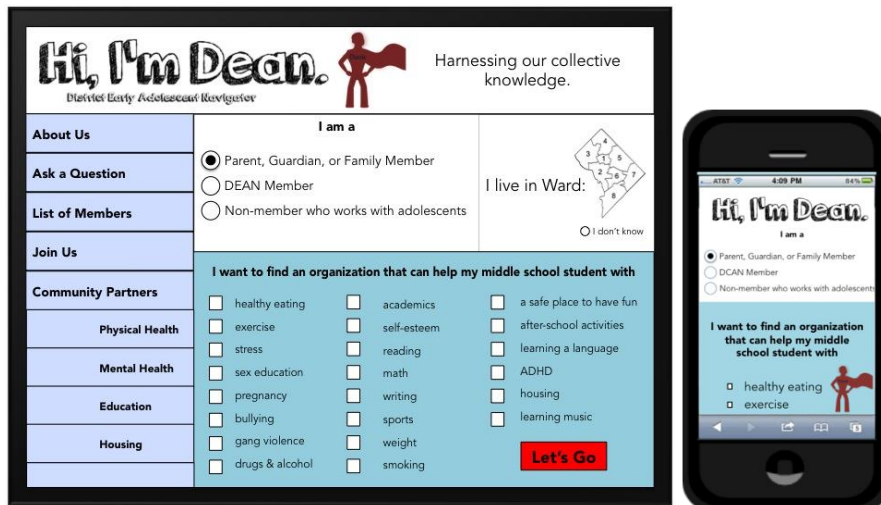 Hi, I'm Dean.
District Early Adolescent Navigator
Harnessing our collective
knowledge.
About Us
Ask a Question
List of Members
Join Us
Community Partners
Physical Health
Mental Health
Education
Housing
I am a
Parent, Guardian, or Family Member
DEAN Member
Non-member who works with adolescents
I live in Ward:
4
3 1 5
2 6 7
8
I don't know
I want to find an organization that can help my middle school student with
healthy eating
exercise
stress
sex education
pregnancy
bullying
gang violence
drugs & alcohol
academics
self-esteem
reading
math
writing
sports
weight
smoking
a safe place to have fun
after-school activities
learning a language
ADHD
housing
learning music
Let's Go
AT&T 4:09 PM 84%
Hi, I'm Dean.
I am a
Parent, Guardian, or Family Member
DCAN Member
Non-member who works with adolescents
I want to find an organization
that can help my middle
school student with
healthy eating
exercise